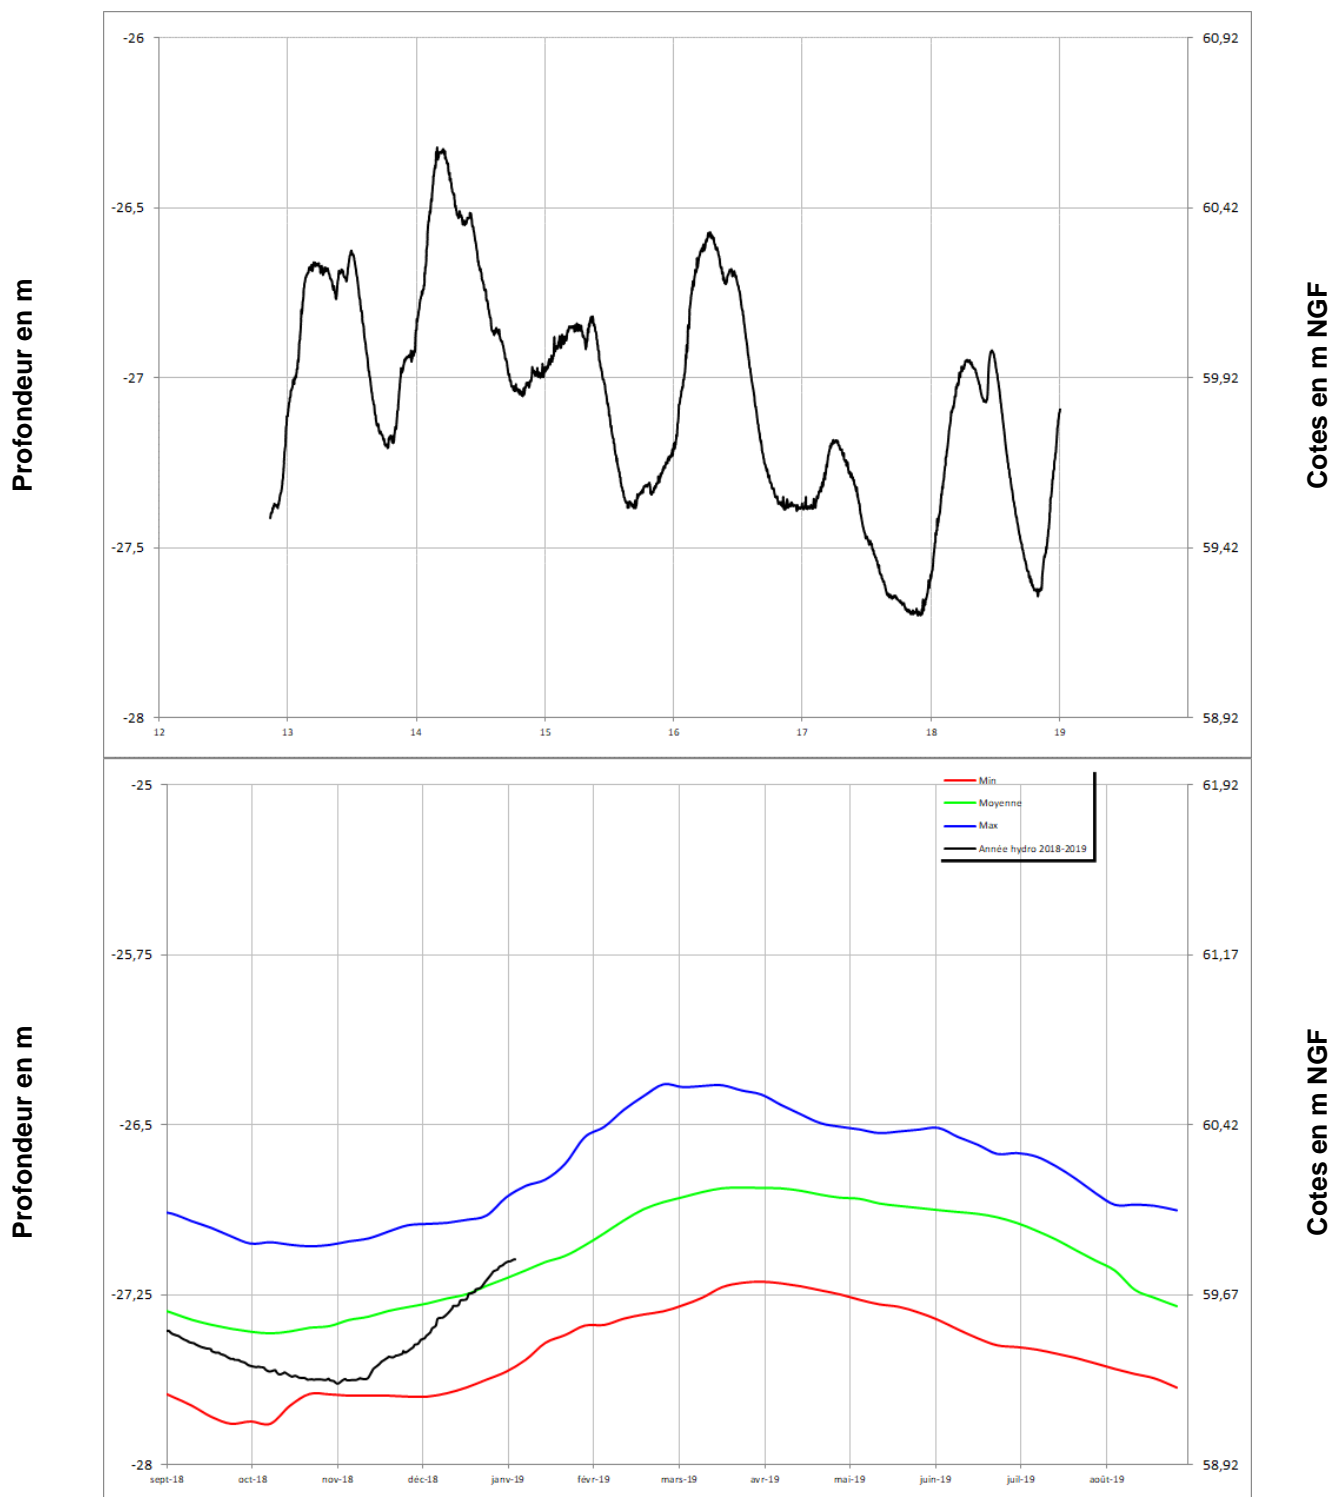 Profondeur en m
Cotes en m NGF
-26
60,92
-26,5
60,42
-27
59,92
-27,5
59,42
-28
58,92
12 13 14 15 16 17 18 19
Profondeur en m
Cotes en m NGF
-25
61,92
Min
Moyenne
Max
Année hydro 2018-2019
-25,75
61,17
-26,5
60,42
-27,25
59,67
-28
58,92
sept-18 oct-18 nov-18 déc-18 janv-19 févr-19 mars-19 avr-19 mai-19 juin-19 juil-19 août-19